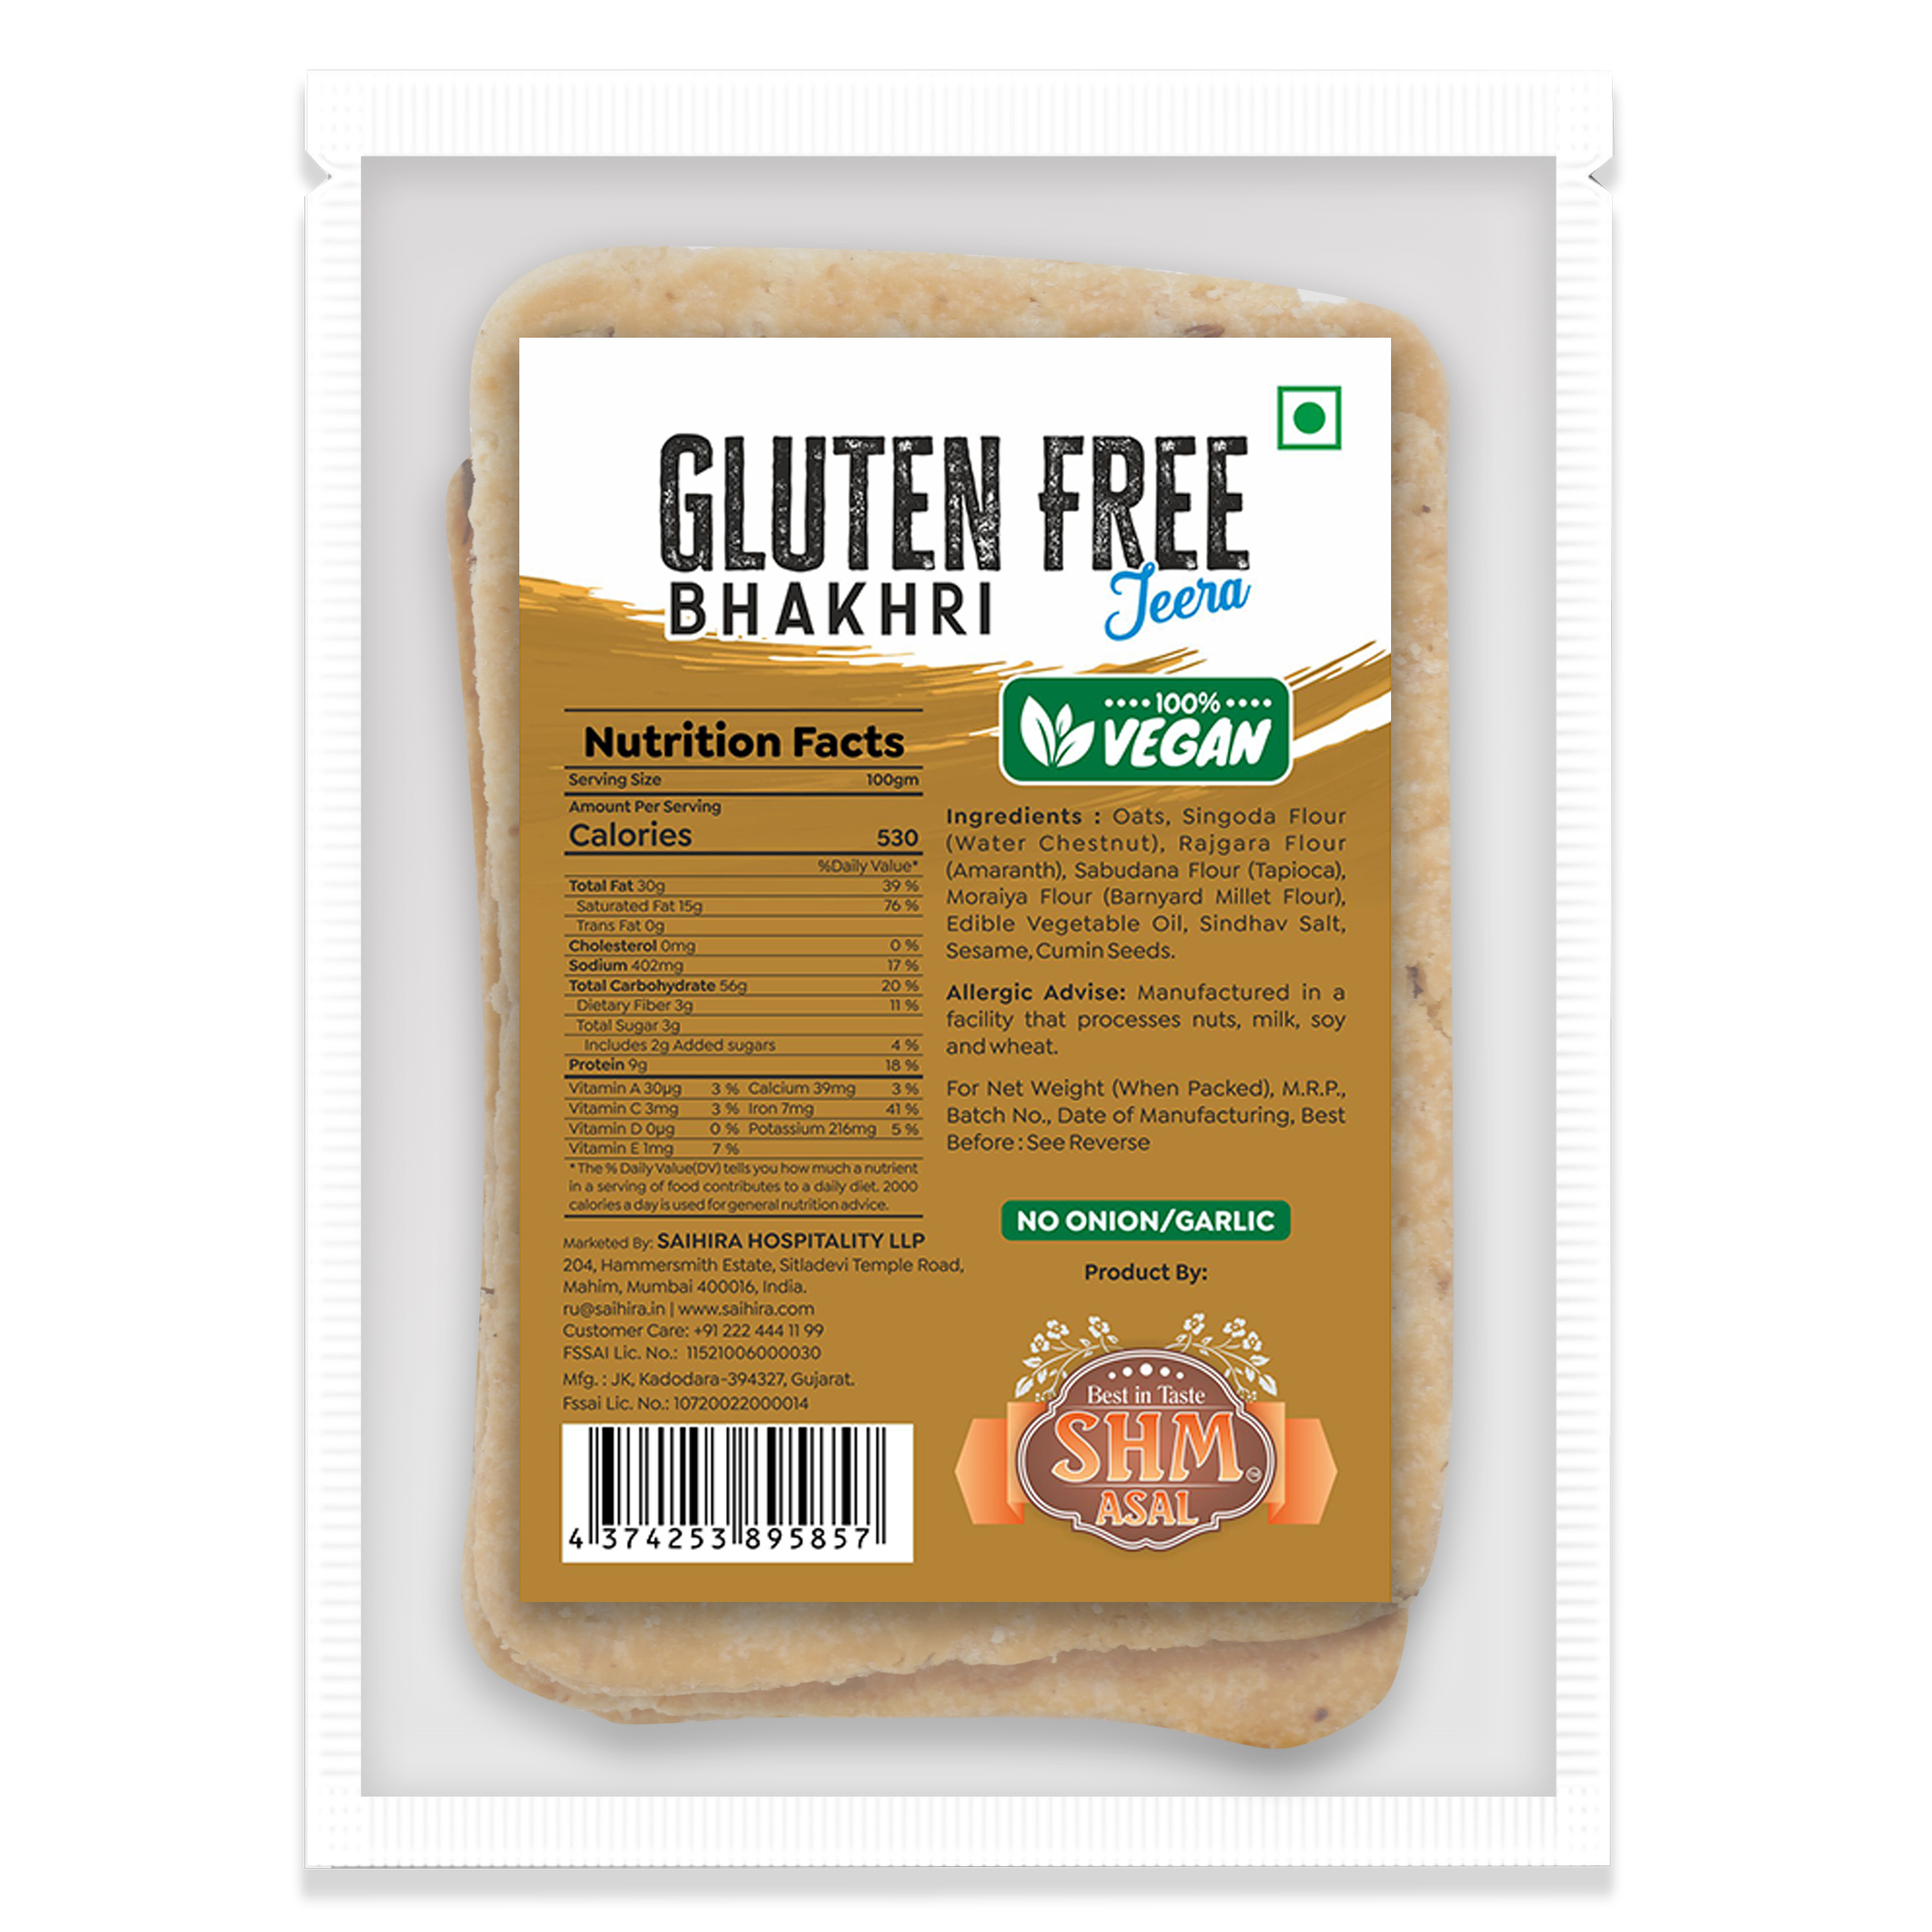 GLUTEN FREE
BHAKHRI Jeera
100%
VEGAN
Nutrition Facts
Serving Size 100gm
Amount Per Serving
Calories 530
%Daily Value*
Total Fat 30g 39 %
Saturated Fat 15g 76 %
Trans Fat 0g
Cholesterol 0mg 0 %
Sodium 402mg 17 %
Total Carbohydrate 56g 20 %
Dietary Fiber 3g 11 %
Total Sugar 3g
Includes 2g Added sugars 4 %
Protein 9g 18 %
Vitamin A 30µg 3 % Calcium 39mg 3 %
Vitamin C 3mg 3 % Iron 7mg 41 %
Vitamin D 0µg 0 % Potassium 216mg 5 %
Vitamin E 1mg 7 %
*The % Daily Value(DV) tells you how much a nutrient
in a serving of food contributes to a daily diet. 2000
calories a day is used for general nutrition advice.
Marketed By: SAIHIRA HOSPITALITY LLP
204, Hammersmith Estate, Sitladevi Temple Road,
Mahim, Mumbai 400016, India.
ru@saihira.in | www.saihira.com
Customer Care: +91 222 444 11 99
FSSAI Lic. No.: 11521006000030
Mfg. : JK, Kadodara-394327, Gujarat.
Fssai Lic. No.: 10720022000014
4 374253 895857
Ingredients : Oats, Singoda Flour
(Water Chestnut), Rajgara Flour
(Amaranth), Sabudana Flour (Tapioca),
Moraiya Flour (Barnyard Millet Flour),
Edible Vegetable Oil, Sindhav Salt,
Sesame, Cumin Seeds.
Allergic Advise: Manufactured in a
facility that processes nuts, milk, soy
and wheat.
For Net Weight (When Packed), M.R.P.,
Batch No., Date of Manufacturing, Best
Before : See Reverse
NO ONION/GARLIC
Product By:
Best in Taste
SHM
ASAL